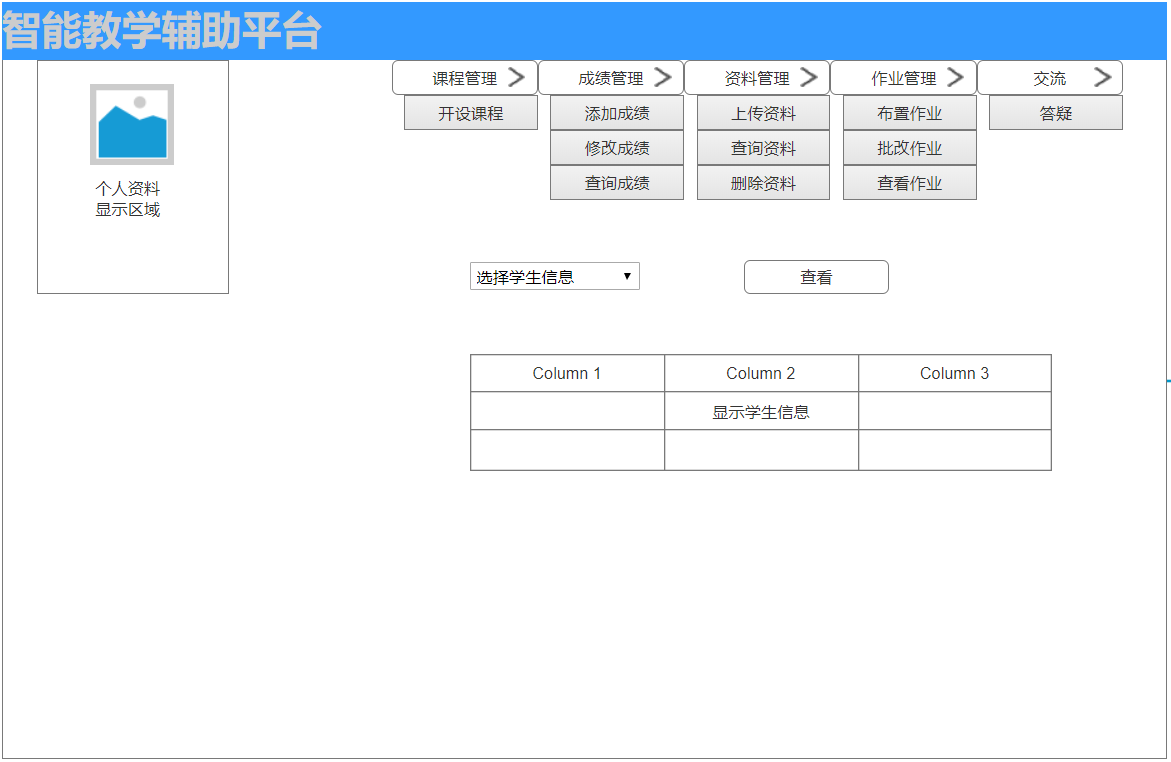 智能教学辅助平台
课程管理 成绩管理 资料管理 作业管理 交流
开设课程 添加成绩 上传资料 布置作业 答疑
修改成绩 查询资料 批改作业
查询成绩 删除资料 查看作业
个人资料
显示区域
选择学生信息 查看
Column 1 Column 2 Column 3
显示学生信息